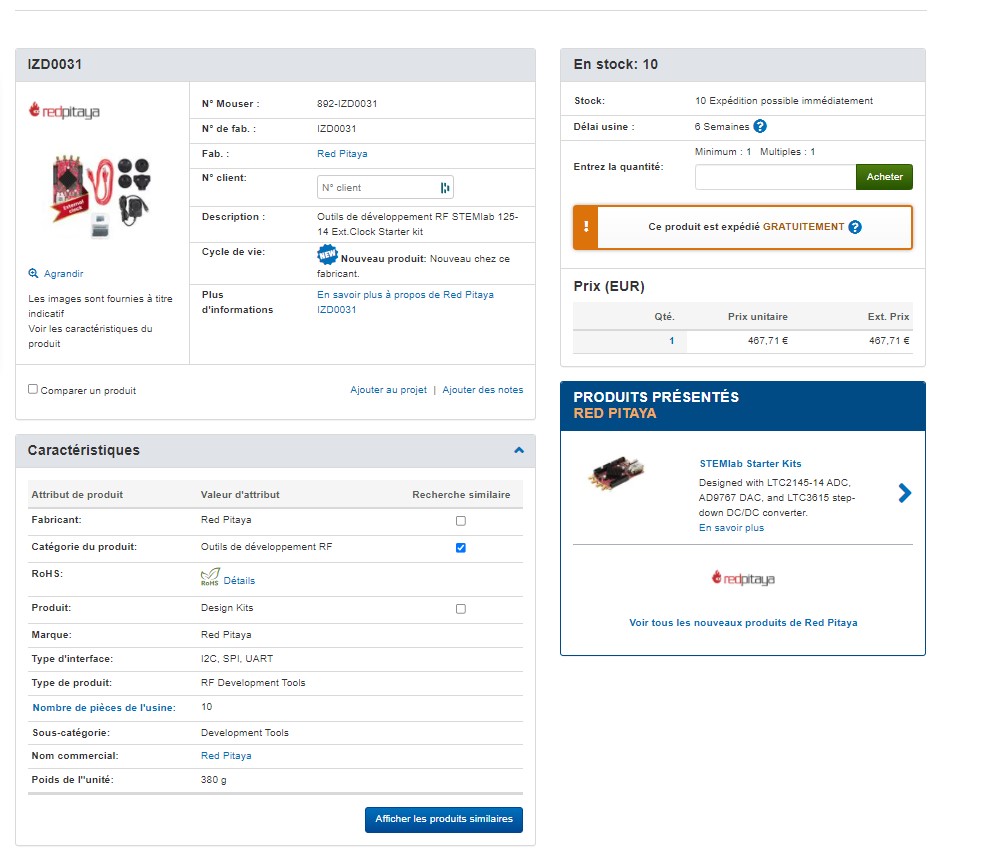 IZD0031
redpitaya
External
clock
Agrandir
Les images sont fournies à titre
indicatif
Voir les caractéristiques du
produit
N° Mouser :
892-IZD0031
N° de fab. :
IZD0031
Fab. :
Red Pitaya
N° client:
N° client
Description :
Outils de développement RF STEMlab 125-
14 Ext.Clock Starter kit
Cycle de vie:
NEW
Nouveau produit: Nouveau chez ce
fabricant.
Plus
d'informations
En savoir plus à propos de Red Pitaya
IZD0031
Comparer un produit
Ajouter au projet | Ajouter des notes
Caractéristiques
Attribut de produit Valeur d'attribut Recherche similaire
Fabricant: Red Pitaya
Catégorie du produit: Outils de développement RF
RoHS: RoHS Détails
Produit: Design Kits
Marque: Red Pitaya
Type d'interface: I2C, SPI, UART
Type de produit: RF Development Tools
Nombre de pièces de l'usine: 10
Sous-catégorie: Development Tools
Nom commercial: Red Pitaya
Poids de l''unité: 380 g
Afficher les produits similaires
En stock: 10
Stock: 10 Expédition possible immédiatement
Délai usine : 6 Semaines ?
Minimum : 1 Multiples : 1
Entrez la quantité:
Acheter
! Ce produit est expédié GRATUITEMENT ?
Prix (EUR)
Qté. Prix unitaire Ext. Prix
1 467,71 € 467,71 €
PRODUITS PRÉSENTÉS
RED PITAYA
STEMlab Starter Kits
Designed with LTC2145-14 ADC,
AD9767 DAC, and LTC3615 step-
down DC/DC converter.
En savoir plus
redpitaya
Voir tous les nouveaux produits de Red Pitaya